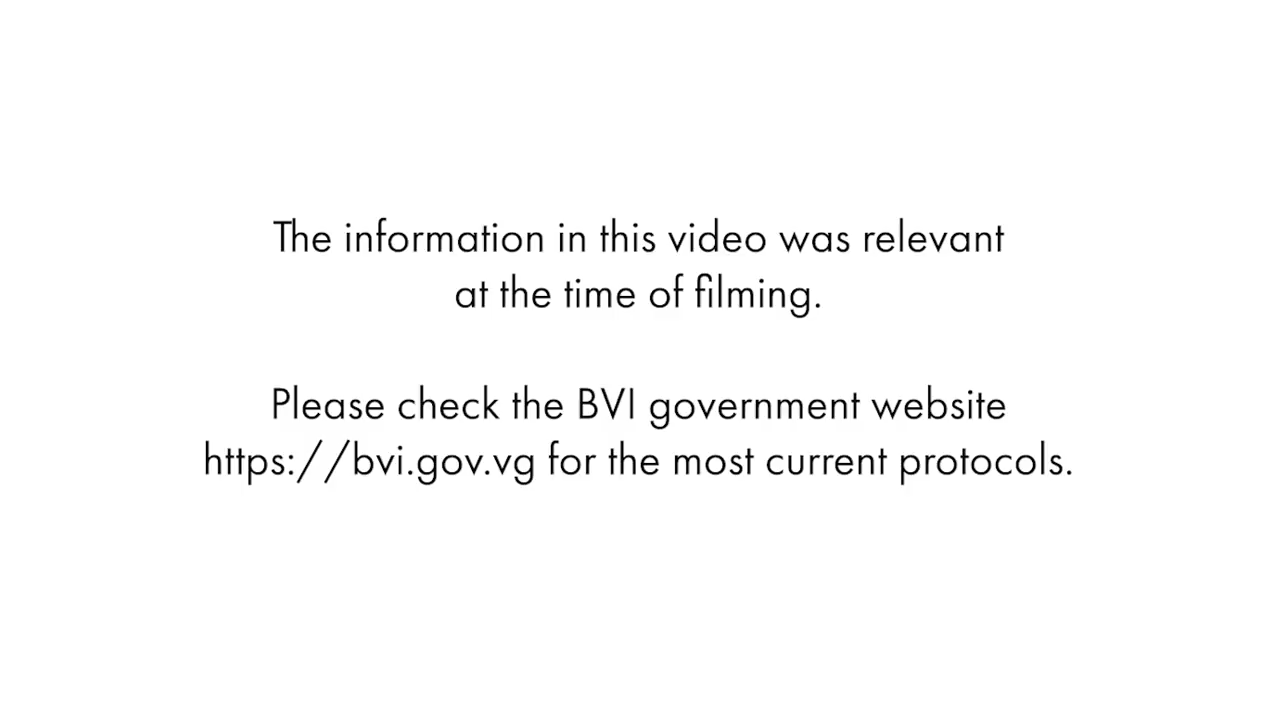 The information in this video was relevant
at the time of filming.
Please check the BVI government website
https://bvi.gov.vg for the most current protocols.